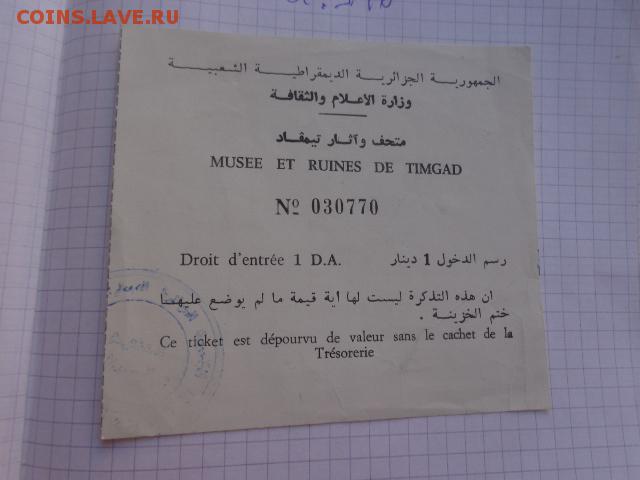 COINS.LAVE.RU
الجمهورية الجزائرية الديمقراطية الشعبية
وزارة الاعلام والثقافة
متحف وآثار تيمقاد
MUSEE ET RUINES DE TIMGAD
Nº 030770
Droit d'entrée 1 D.A. رسم الدخول 1 دينار
ان هذه التذكرة ليست لها اية قيمة ما لم يوضع عليهـا
ختم الخزينة .
Ce ticket est dépourvu de valeur sans le cachet de la
Trésorerie